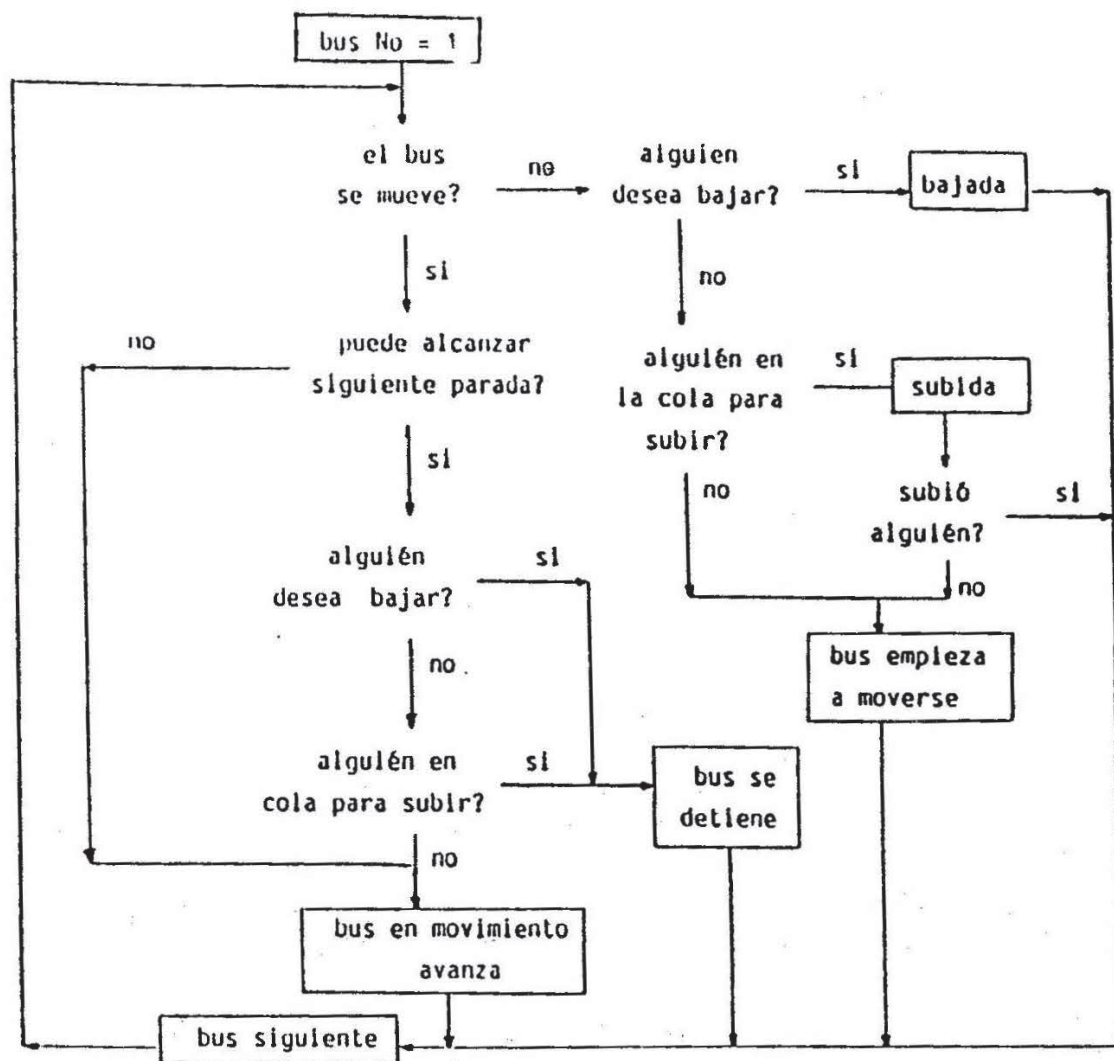 bus No = 1
el bus
se mueve?
no
alguien
desea bajar?
si
bajada
si
no
no
puede alcanzar
siguiente parada?
alguién en
la cola para
subir?
si
subida
si
no
subió
alguién?
si
alguién
desea bajar?
si
no
no
bus empieza
a moverse
alguién en
cola para subir?
si
bus se
detiene
no
bus en movimiento
avanza
bus siguiente